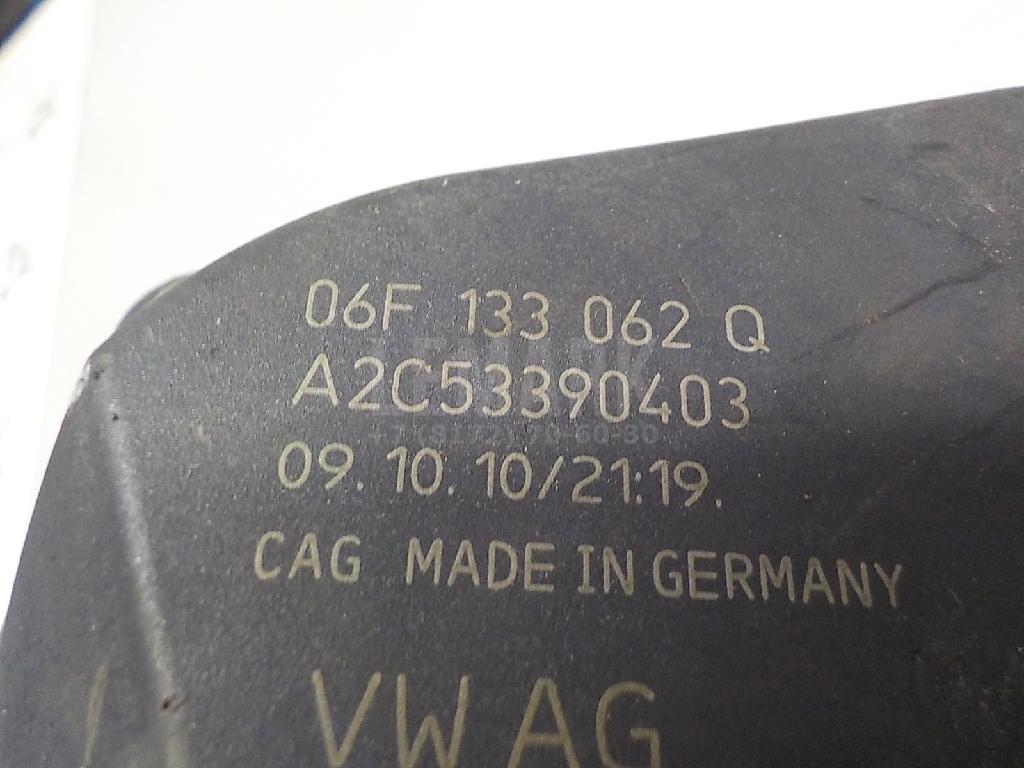 06F 133 062 Q
A2C53390403
09.10.10/21:19.
CAG MADE IN GERMANY
VW AG